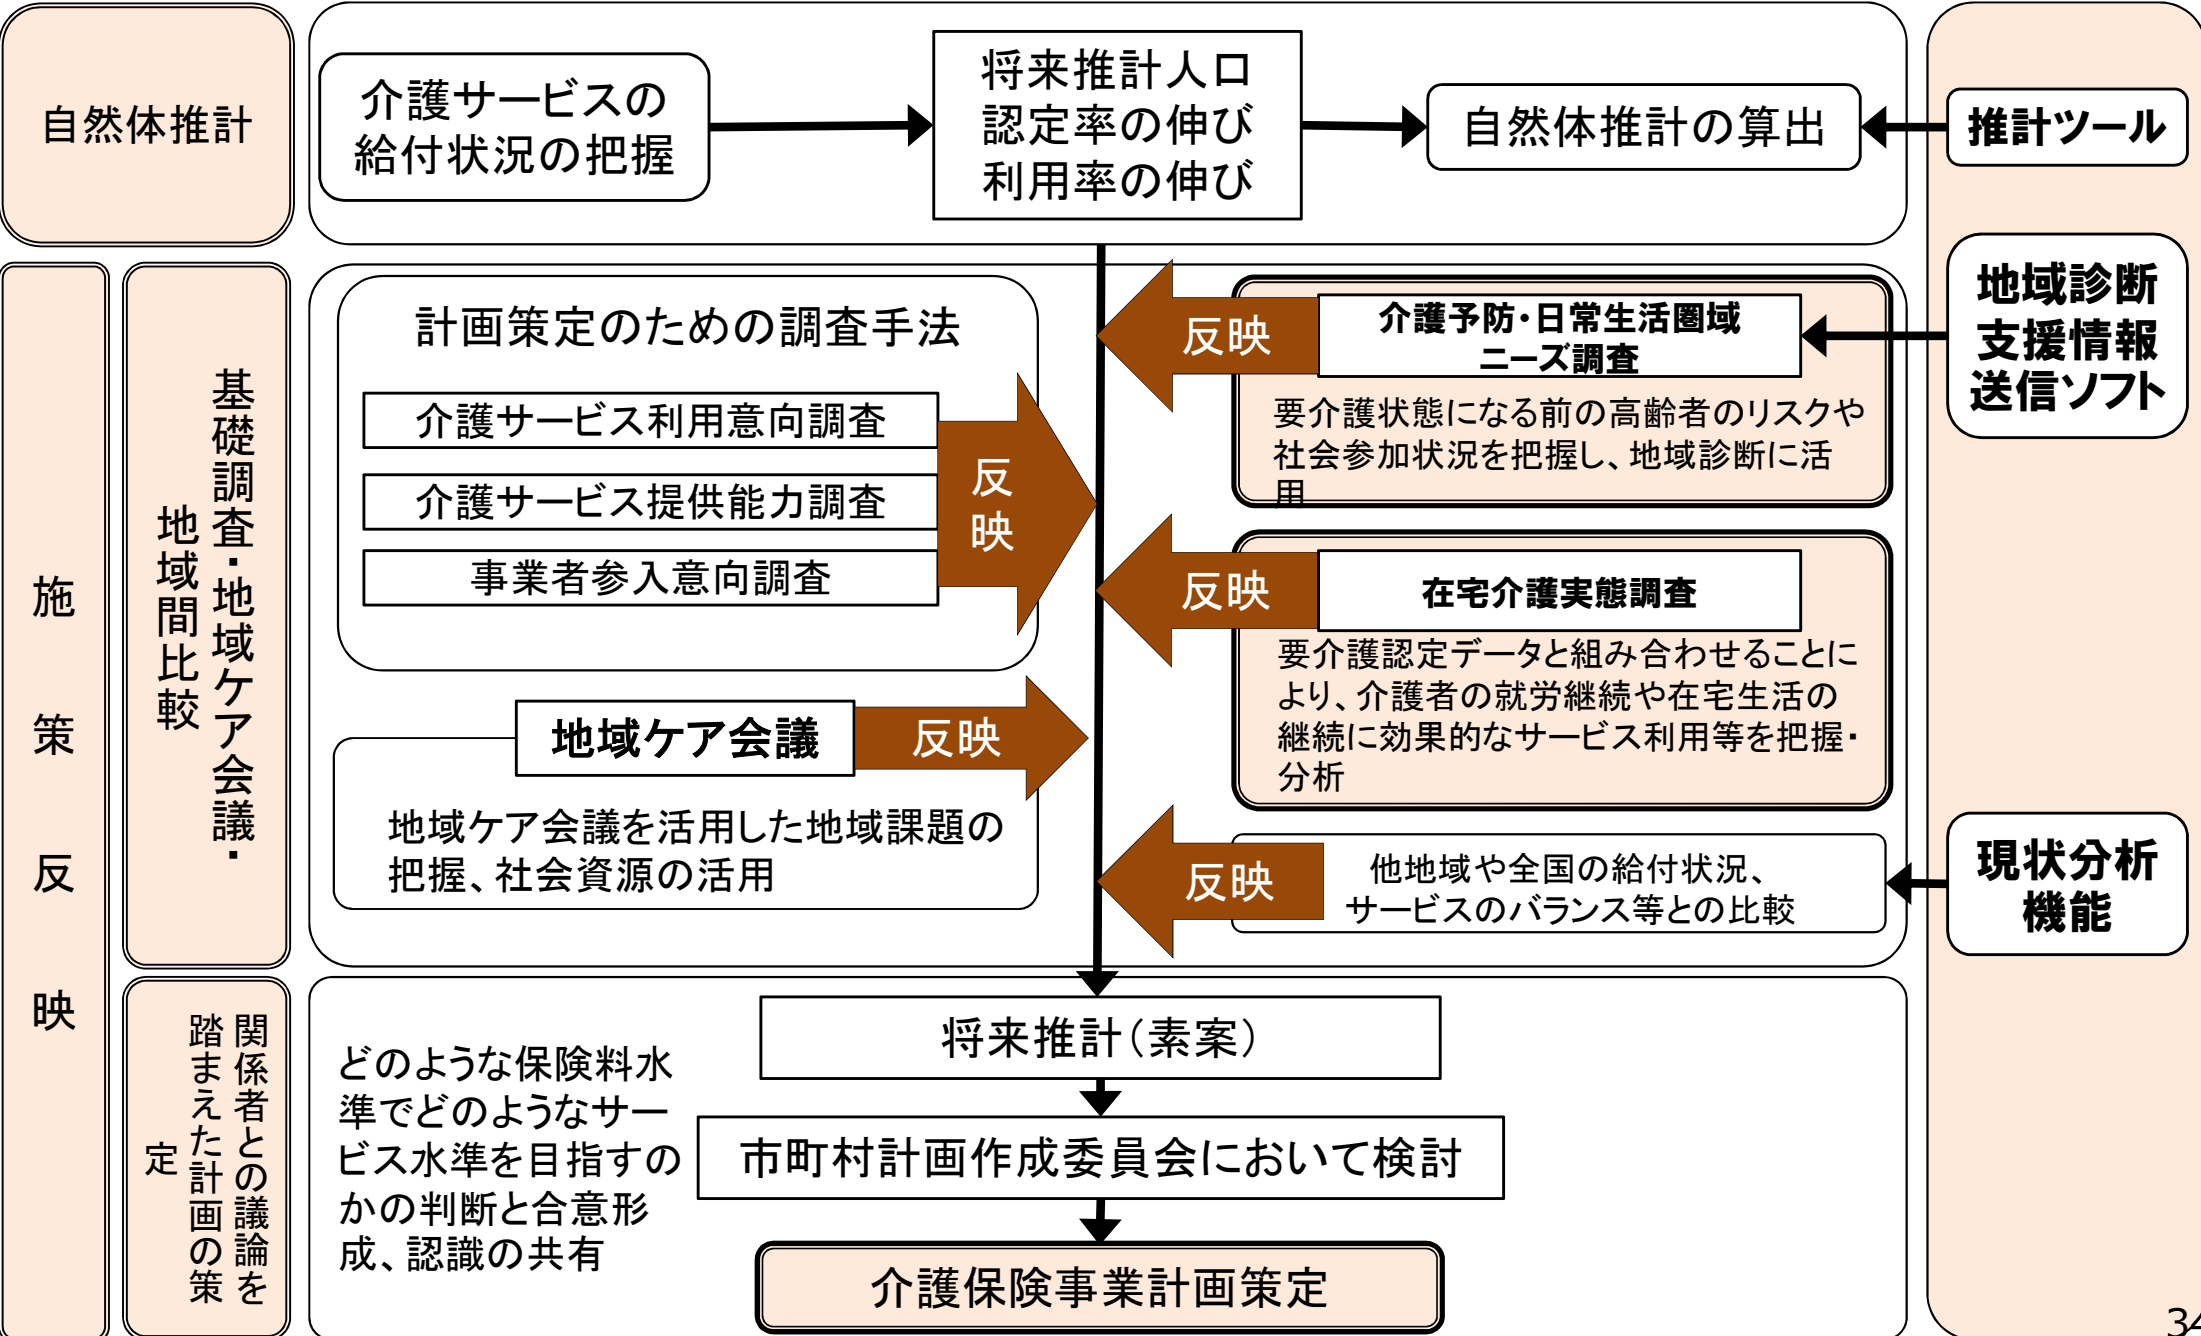 自然体推計
介護サービスの
給付状況の把握
将来推計人口
認定率の伸び
利用率の伸び
自然体推計の算出
推計ツール
施策反映
基礎調査・地域ケア会議・
地域間比較
計画策定のための調査手法
介護サービス利用意向調査
介護サービス提供能力調査
事業者参入意向調査
反
映
地域ケア会議
反映
地域ケア会議を活用した地域課題の
把握、社会資源の活用
反映
介護予防・日常生活圏域
ニーズ調査
要介護状態になる前の高齢者のリスクや
社会参加状況を把握し、地域診断に活
用
反映
在宅介護実態調査
要介護認定データと組み合わせることに
より、介護者の就労継続や在宅生活の
継続に効果的なサービス利用等を把握・
分析
反映
他地域や全国の給付状況、
サービスのバランス等との比較
地域診断
支援情報
送信ソフト
現状分析
機能
関係者との議論を
踏まえた計画の策
定
どのような保険料水
準でどのようなサー
ビス水準を目指すの
かの判断と合意形
成、認識の共有
将来推計（素案）
市町村計画作成委員会において検討
介護保険事業計画策定
34